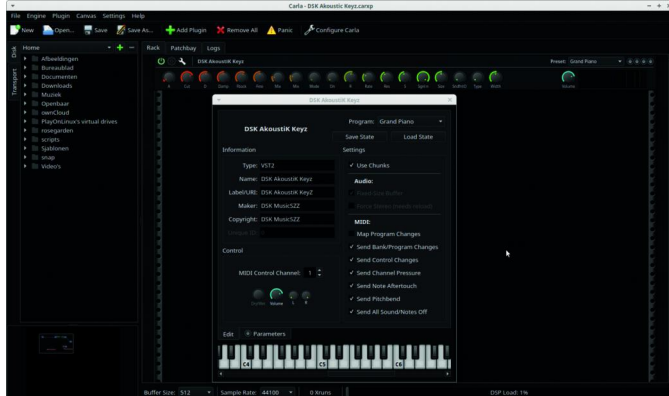 Carla - DSK Akoustic Keyz.carxp
File Engine Plugin Canvas Settings Help
New Open... Save Save As... Add Plugin Remove All Panic Configure Carla
Disk
Transport
Home
Afbeeldingen
Bureaublad
Documenten
Downloads
Muziek
Openbaar
ownCloud
PlayOnLinux's virtual drives
rosegarden
scripts
Sjablonen
snap
Video's
Rack Patchbay Logs
DSK AkoustiK Keyz
Preset: Grand Piano
Volume
DSK AkoustiK Keyz
DSK AkoustiK Keyz
Program: Grand Piano
Save State Load State
Information
Type: VST2
Name: DSK AkoustiK Keyz
Label/URI: DSK AkoustiK KeyZ
Maker: DSK MusicSZZ
Copyright: DSK MusicSZZ
Unique ID:
Control
MIDI Control Channel: 1
Dry/Wet Volume L R
Settings
Use Chunks
Audio:
MIDI:
Map Program Changes
Send Bank/Program Changes
Send Control Changes
Send Channel Pressure
Send Note Aftertouch
Send Pitchbend
Send All Sound/Notes Off
Edit Parameters
C4 C5 C6
Buffer Size: 512 Sample Rate: 44100 0 Xruns DSP Load: 1%